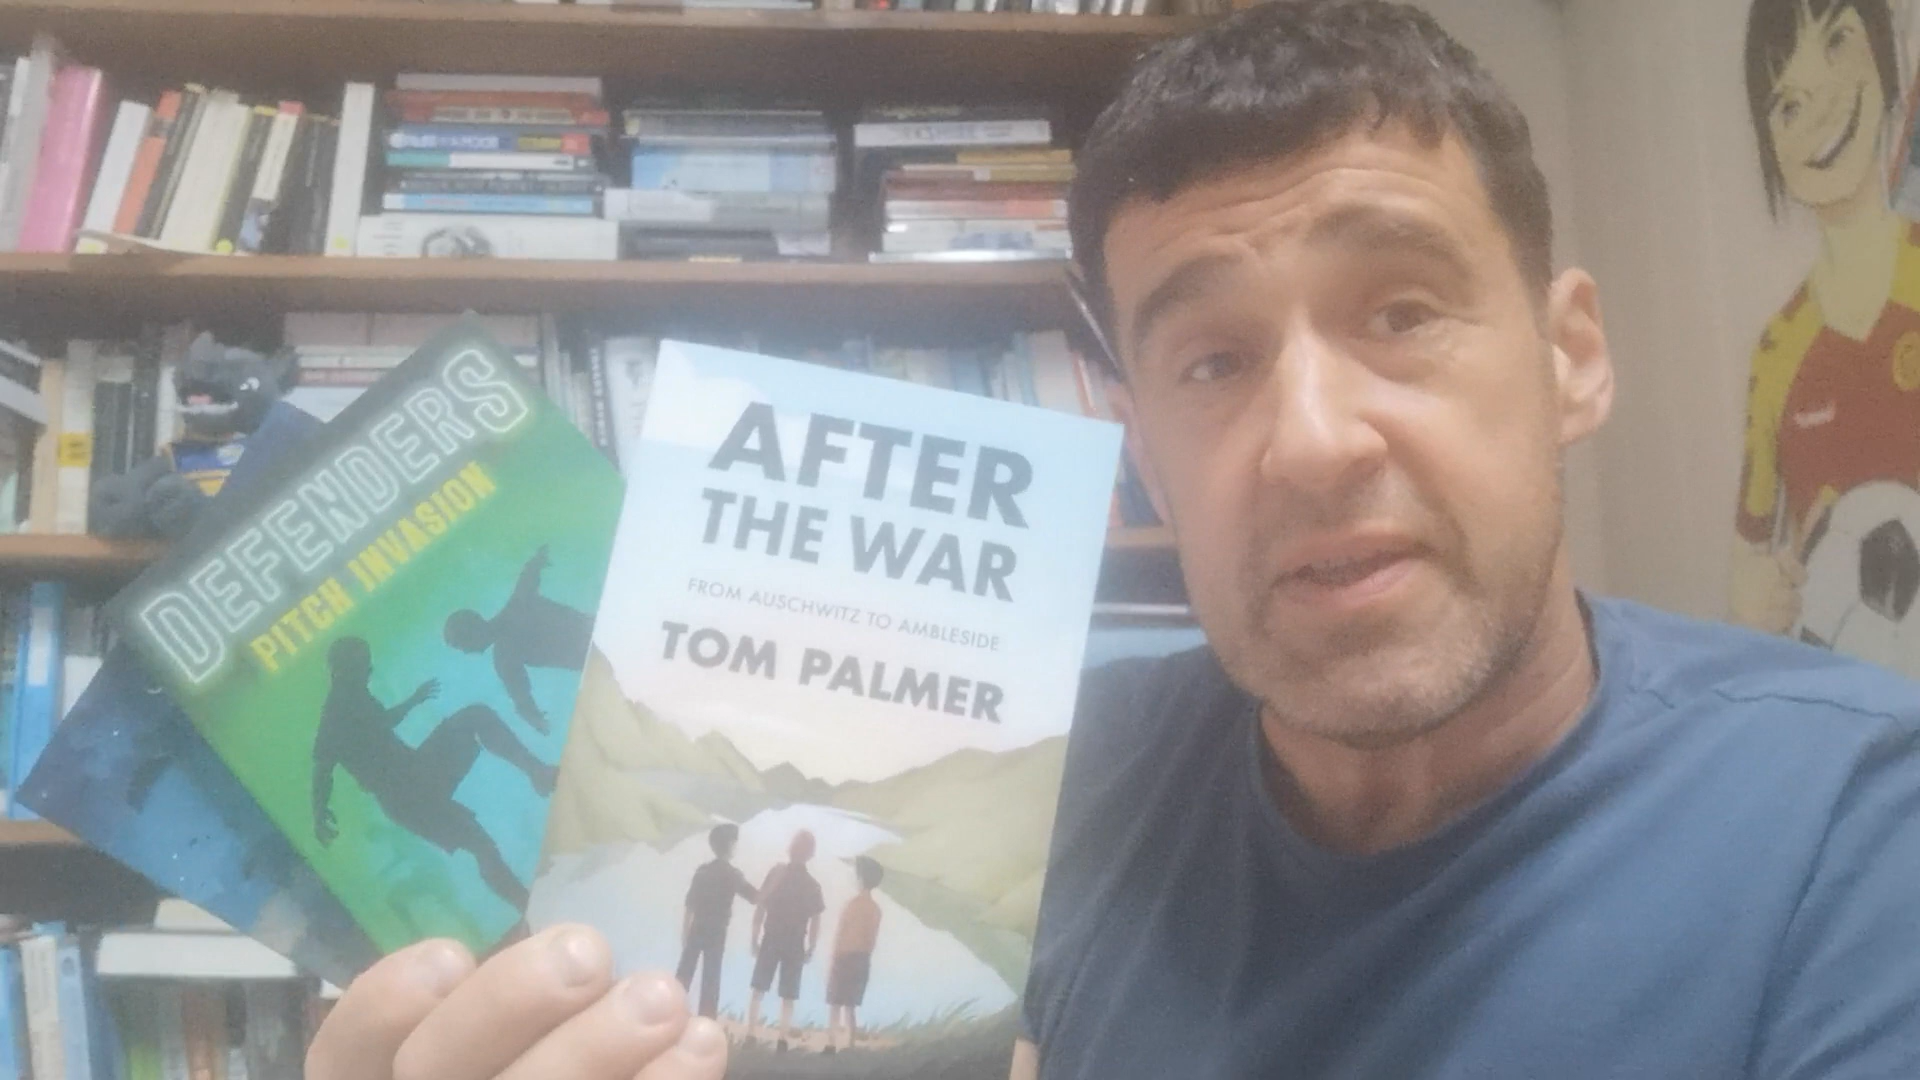 DEFENDERS
PITCH INVASION
AFTER
THE WAR
FROM AUSCHWITZ TO AMBLESIDE
TOM PALMER